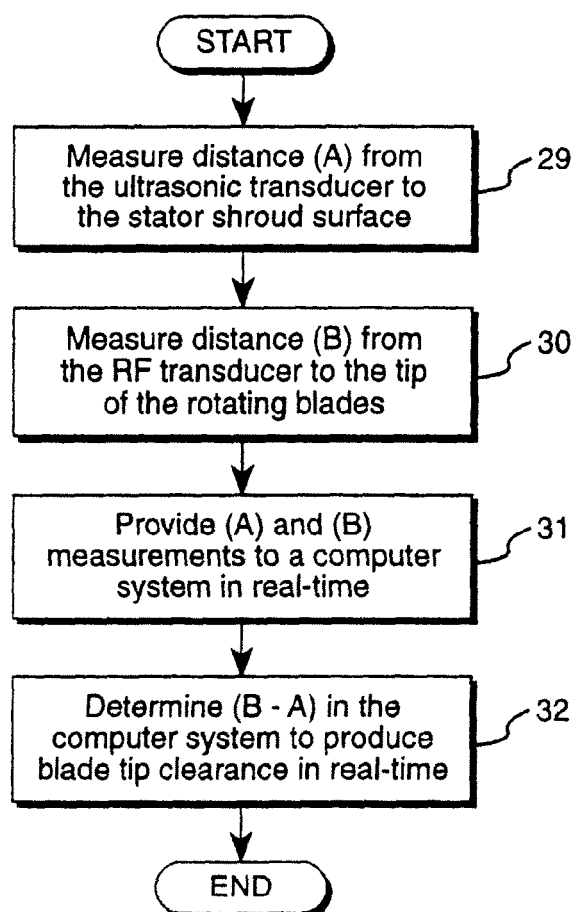 START
Measure distance (A) from
the ultrasonic transducer to
the stator shroud surface
29
Measure distance (B) from
the RF transducer to the tip
of the rotating blades
30
Provide (A) and (B)
measurements to a computer
system in real-time
31
Determine (B - A) in the
computer system to produce
blade tip clearance in real-time
32
END